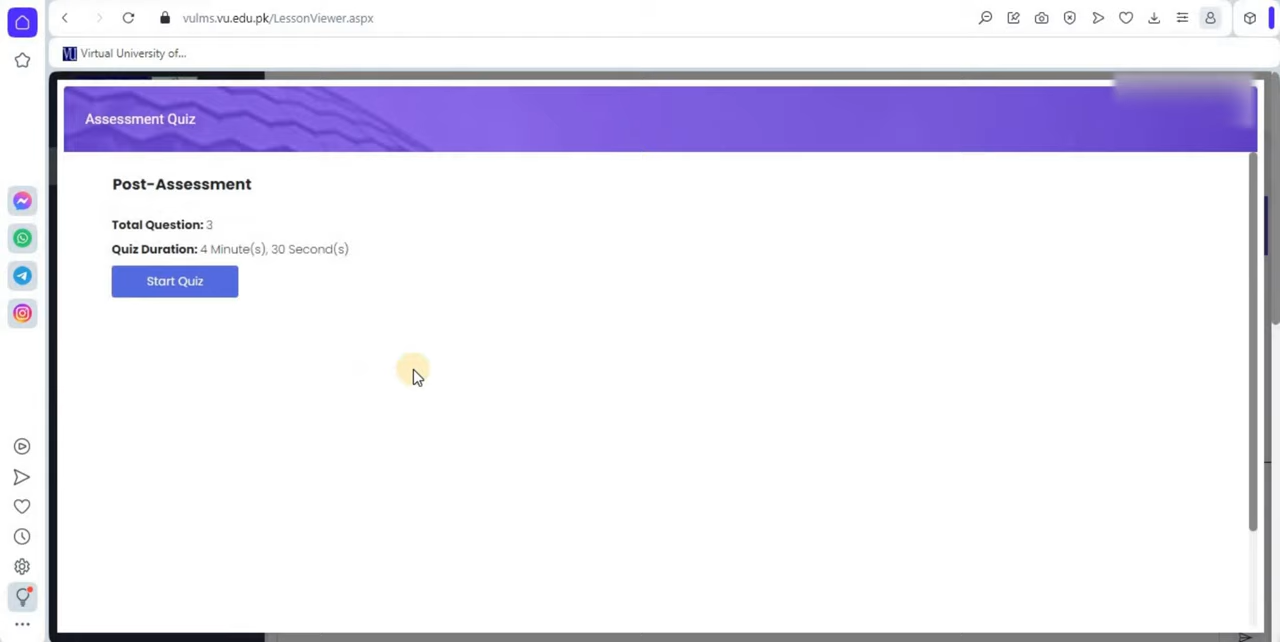 vulms.vu.edu.pk/LessonViewer.aspx
VU Virtual University of...
Assessment Quiz
Post-Assessment
Total Question: 3
Quiz Duration: 4 Minute(s), 30 Second(s)
Start Quiz